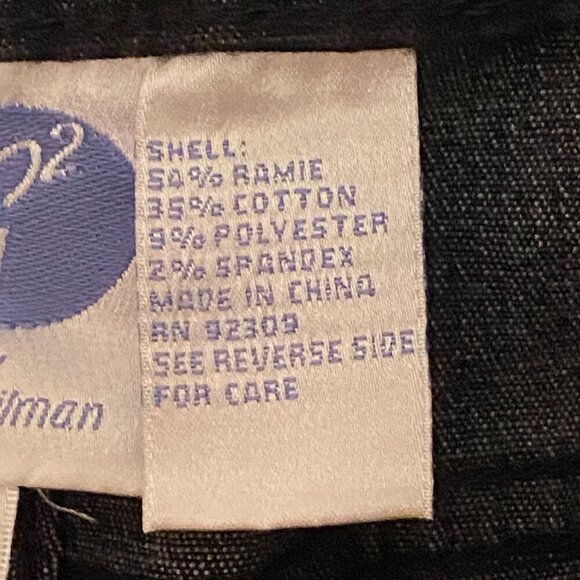 SHELL:
54% RAMIE
35% COTTON
9% POLYESTER
2% SPANDEX
MADE IN CHINA
RN 92309
SEE REVERSE SIDE
FOR CARE